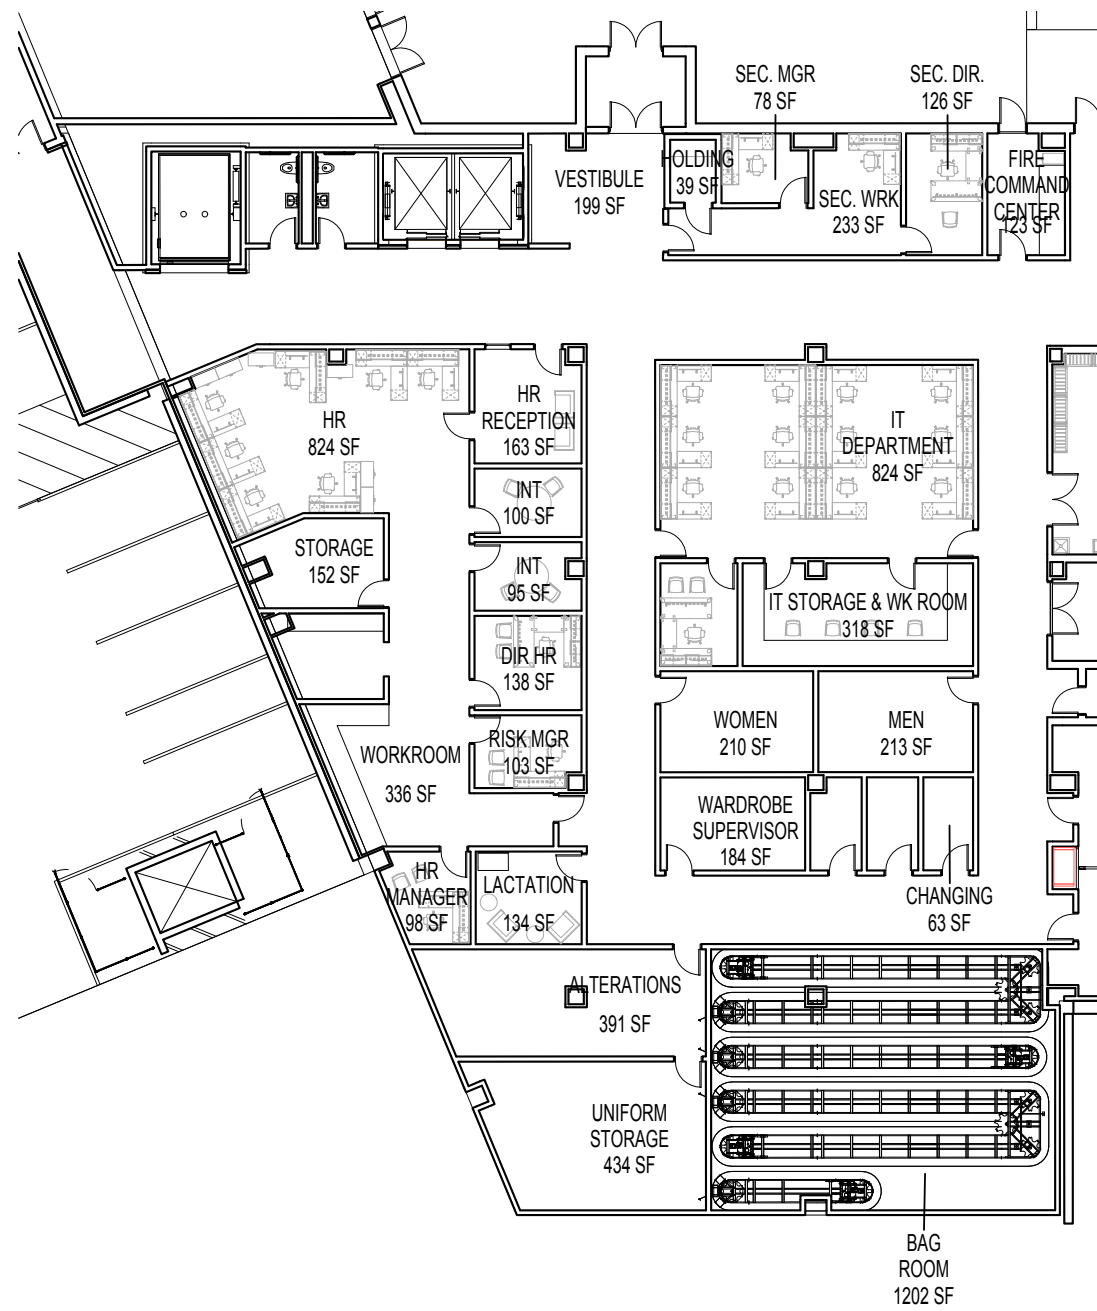 SEC. MGR
78 SF
SEC. DIR.
126 SF
VESTIBULE
199 SF
HOLDING
39 SF
SEC. WRK
233 SF
FIRE
COMMAND
CENTER
123 SF
HR
824 SF
HR
RECEPTION
163 SF
IT
DEPARTMENT
824 SF
INT
100 SF
STORAGE
152 SF
INT
95 SF
IT STORAGE & WK ROOM
318 SF
DIR HR
138 SF
WOMEN
210 SF
MEN
213 SF
RISK MGR
103 SF
WORKROOM
336 SF
WARDROBE
SUPERVISOR
184 SF
HR
MANAGER
98 SF
LACTATION
134 SF
CHANGING
63 SF
ALTERATIONS
391 SF
UNIFORM
STORAGE
434 SF
BAG
ROOM
1202 SF